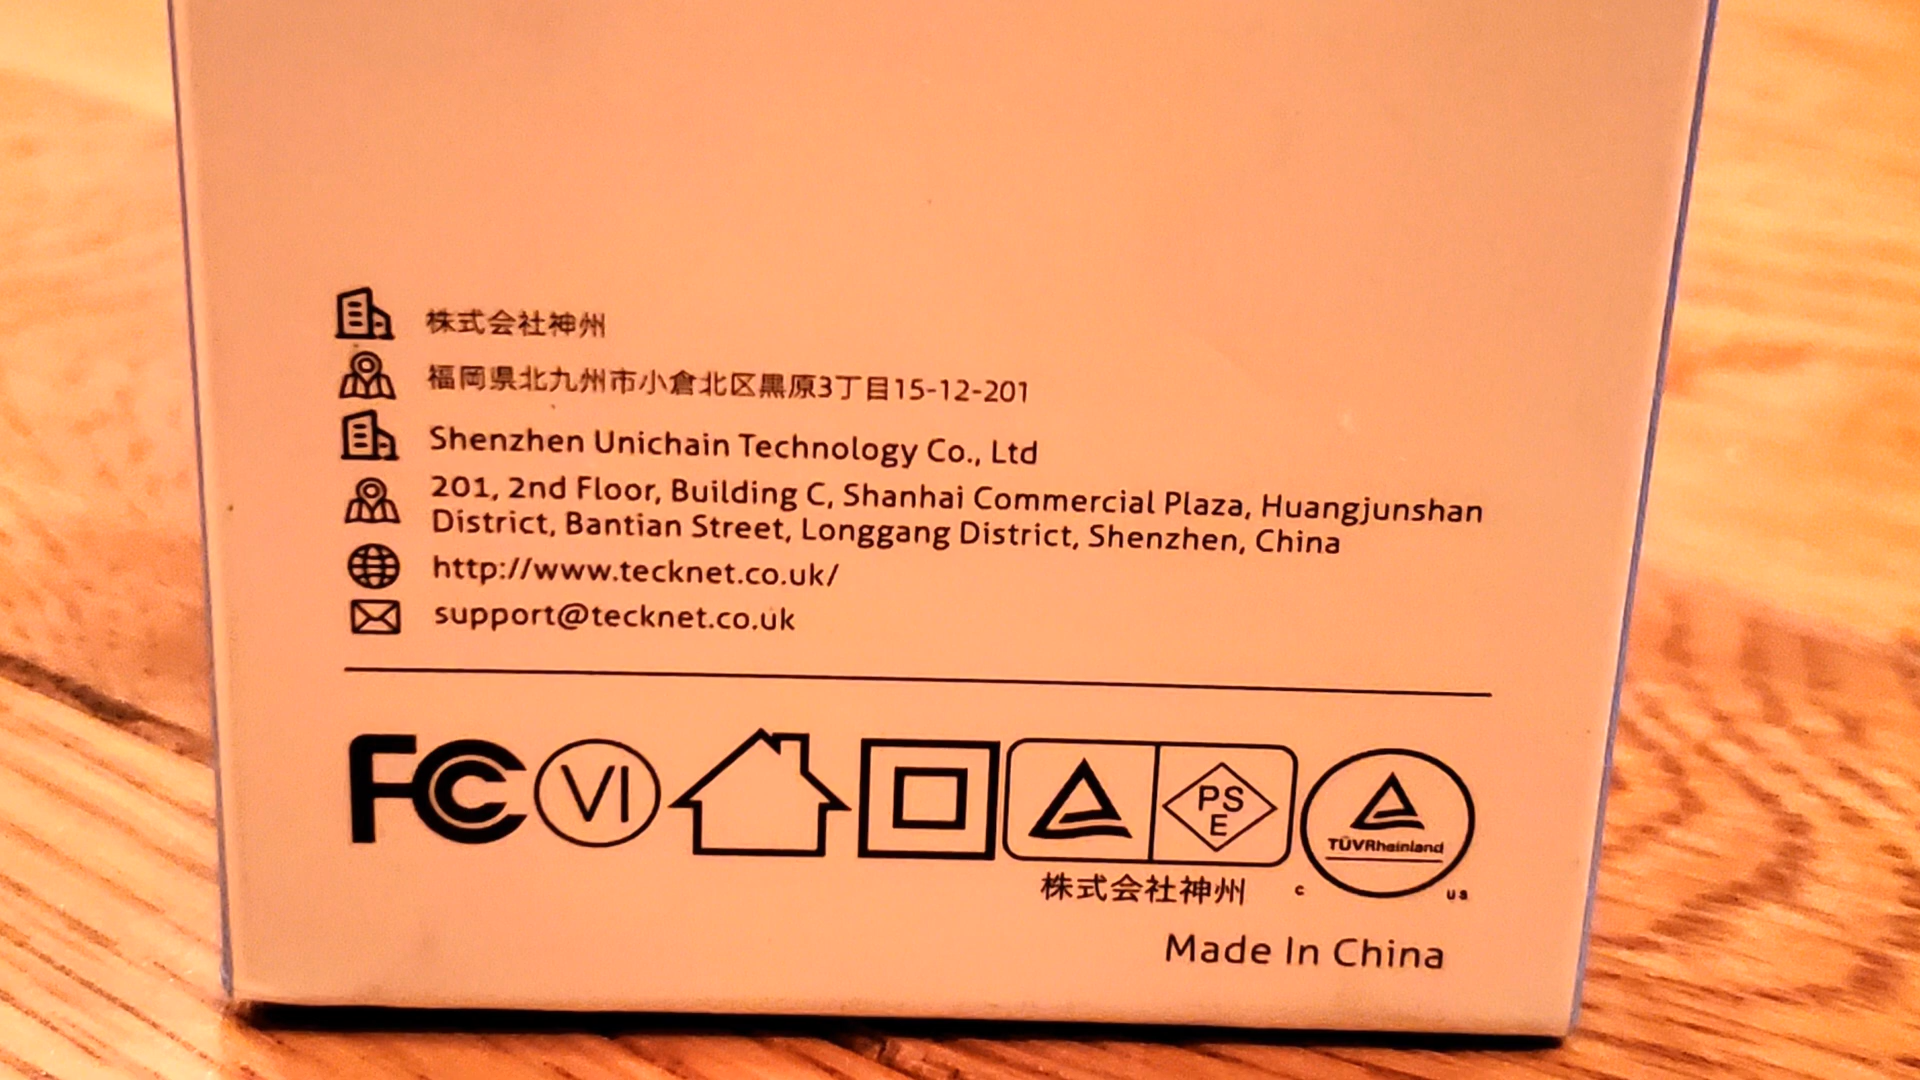 株式会社神州
福岡県北九州市小倉北区黒原3丁目15-12-201
Shenzhen Unichain Technology Co., Ltd
201, 2nd Floor, Building C, Shanhai Commercial Plaza, Huangjunshan
District, Bantian Street, Longgang District, Shenzhen, China
http://www.tecknet.co.uk/
support@tecknet.co.uk
FC VI PS E TÜVRheinland
株式会社神州 c us
Made In China